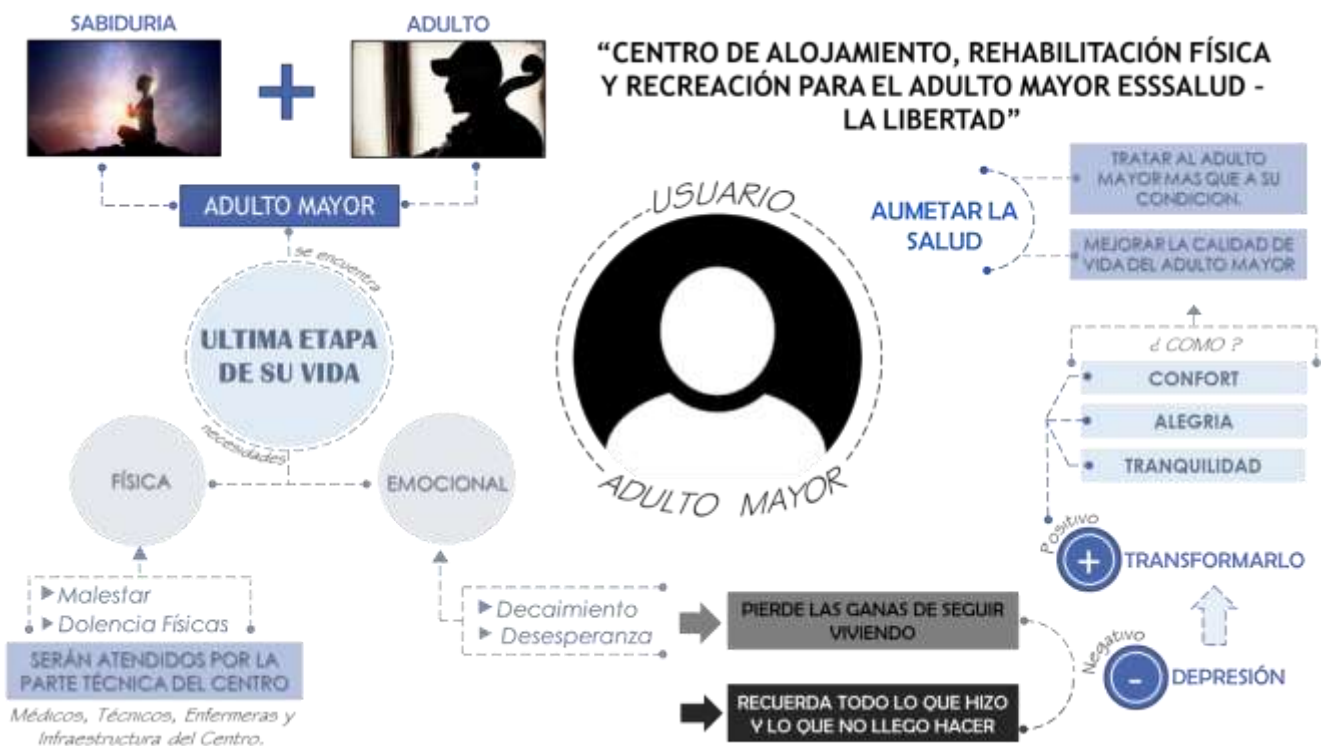 SABIDURIA
ADULTO
“CENTRO DE ALOJAMIENTO, REHABILITACIÓN FÍSICA
Y RECREACIÓN PARA EL ADULTO MAYOR ESSSALUD –
LA LIBERTAD”
ADULTO MAYOR
se encuentra
ULTIMA ETAPA
DE SU VIDA
necesidades
FÍSICA
EMOCIONAL
Malestar
Dolencia Físicas
SERÁN ATENDIDOS POR LA
PARTE TÉCNICA DEL CENTRO
Médicos, Técnicos, Enfermeras y
Infraestructura del Centro.
Decaimiento
Desesperanza
USUARIO
ADULTO MAYOR
PIERDE LAS GANAS DE SEGUIR
VIVIENDO
RECUERDA TODO LO QUE HIZO
Y LO QUE NO LLEGO HACER
AUMETAR LA
SALUD
TRATAR AL ADULTO
MAYOR MAS QUE A SU
CONDICION.
MEJORAR LA CALIDAD DE
VIDA DEL ADULTO MAYOR
¿ COMO ?
CONFORT
ALEGRIA
TRANQUILIDAD
Positivo
+
TRANSFORMARLO
Negativo
-
DEPRESIÓN